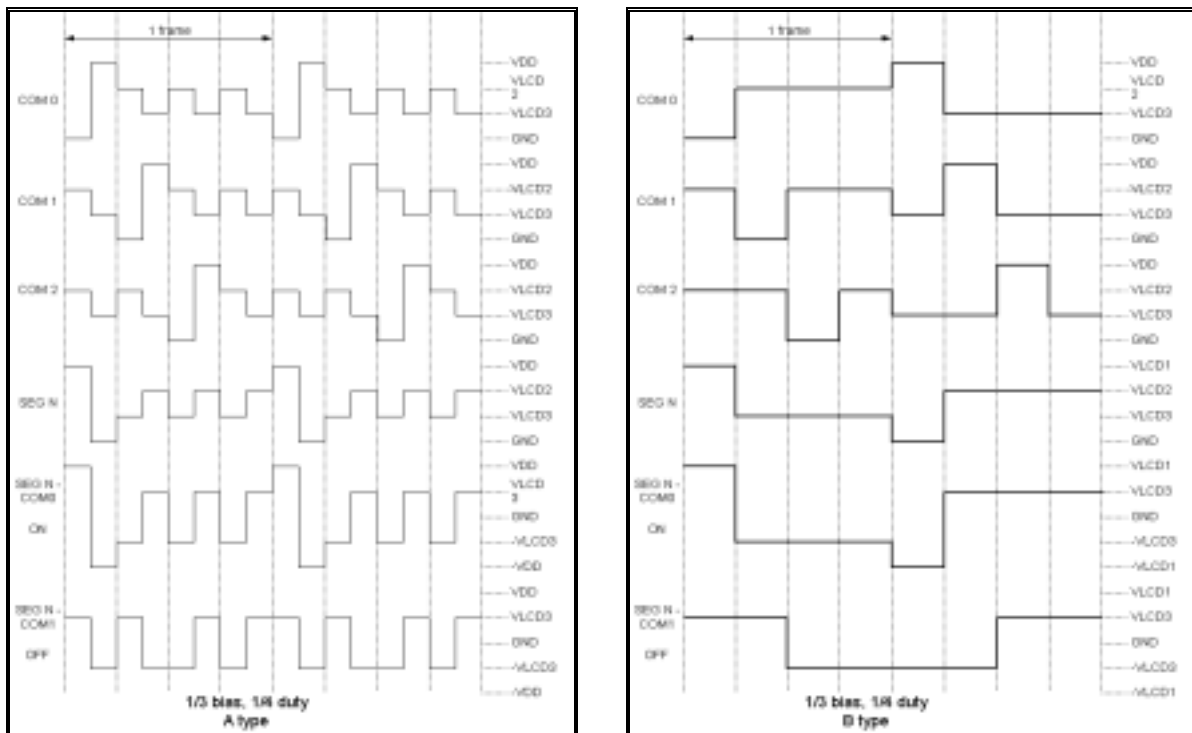 1 frame
VDD
VLCD
2
COM 0
VLCD3
GND
VDD
VLCD2
COM 1
VLCD3
GND
VDD
COM 2
VLCD2
VLCD3
GND
VDD
VLCD2
SEG N
VLCD3
GND
VDD
SEG N -
COM0
VLCD
3
GND
ON
-VLCD3
-VDD
VDD
SEG N -
COM1
VLCD3
GND
OFF
-VLCD3
-VDD
1/3 bias, 1/4 duty
A type
1 frame
VDD
VLCD
2
COM 0
VLCD3
GND
VDD
VLCD2
COM 1
VLCD3
GND
VDD
COM 2
VLCD2
VLCD3
GND
VLCD1
VLCD2
SEG N
VLCD3
GND
VLCD1
SEG N -
COM0
VLCD3
GND
ON
-VLCD3
-VLCD1
VLCD1
SEG N -
COM1
VLCD3
GND
OFF
-VLCD3
-VLCD1
1/3 bias, 1/4 duty
B type